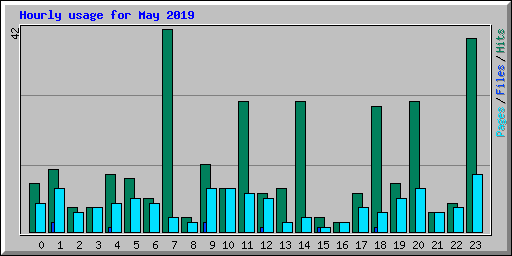 Hourly usage for May 2019
42
Pages / Files / Hits
0 1 2 3 4 5 6 7 8 9 10 11 12 13 14 15 16 17 18 19 20 21 22 23